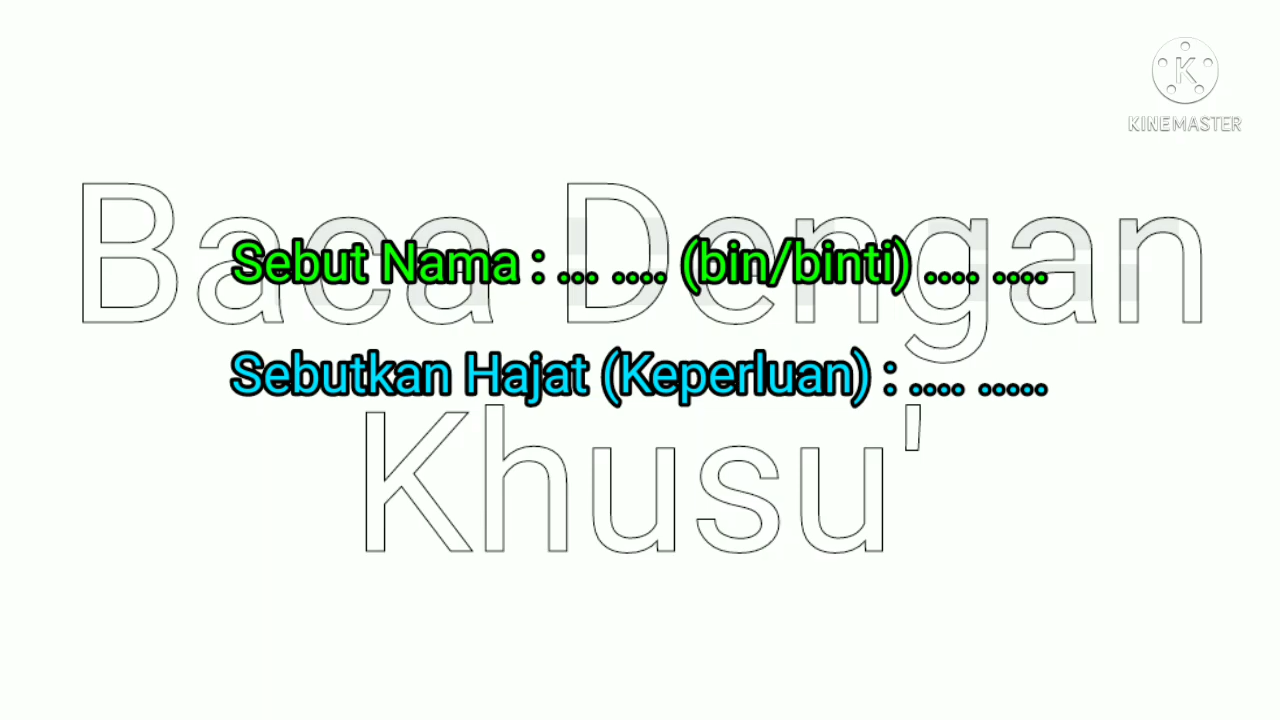 KINEMASTER
Baca Dengan
Sebut Nama : ... .... (bin/binti) .... ....
Sebutkan Hajat (Keperluan) : .... .....
Khusu'